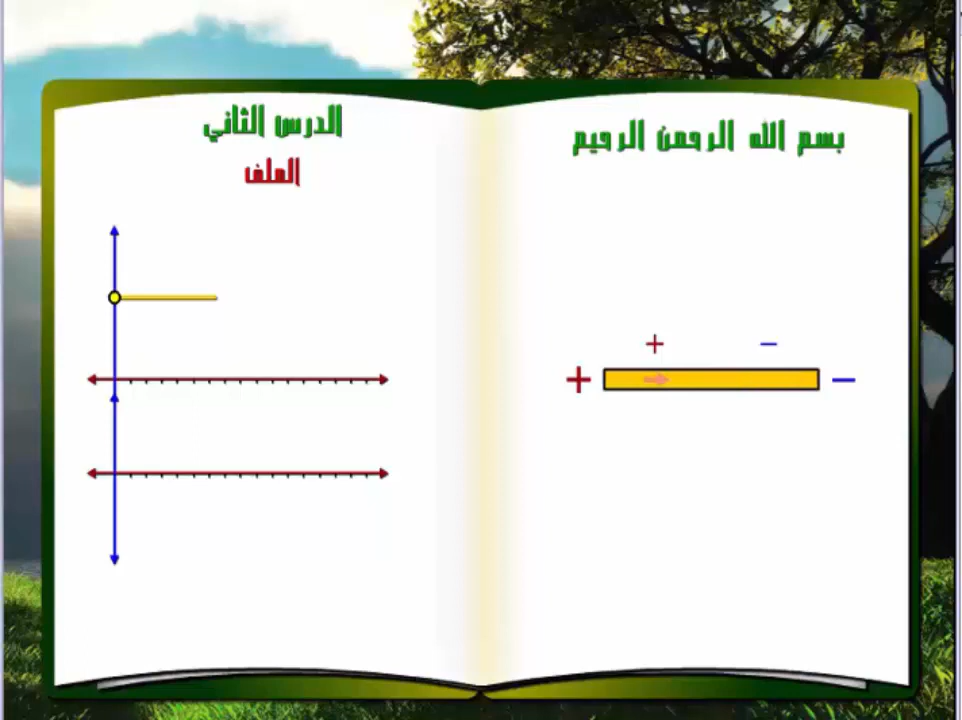 بسم الله الرحمن الرحيم
الدرس الثاني
الملف
+ −
+ −